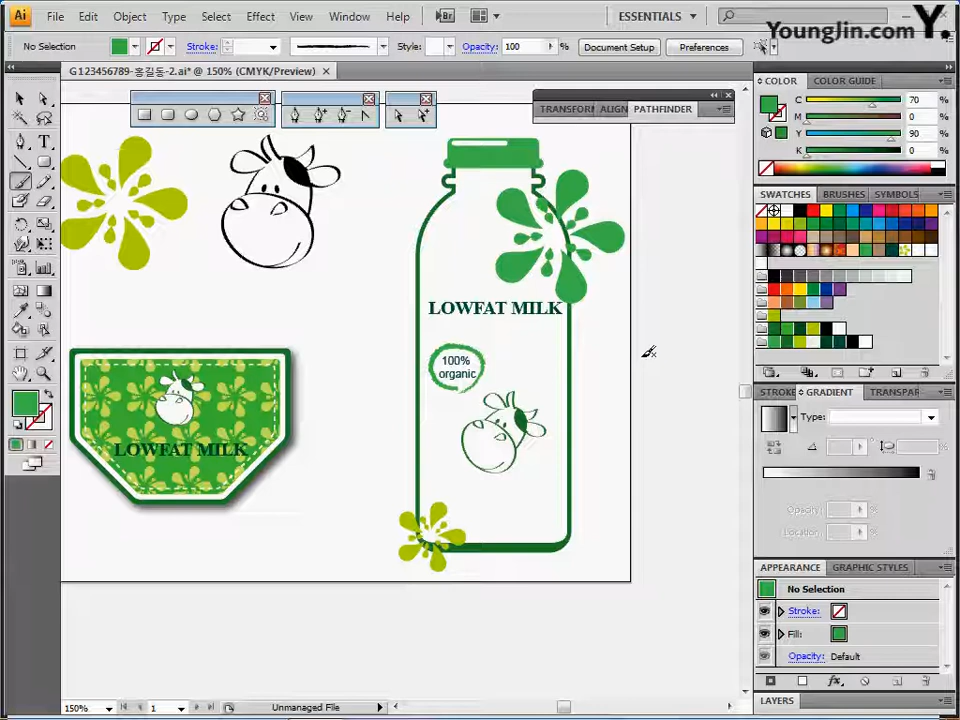 Ai File Edit Object Type Select Effect View Window Help Br ESSENTIALS
YoungJin.com Y.
No Selection Stroke: Style: Opacity: 100 % Document Setup Preferences
G123456789-홍길동-2.ai* @ 150% (CMYK/Preview)
TRANSFORM ALIGN PATHFINDER
COLOR COLOR GUIDE
C 70 %
M 0 %
Y 90 %
K 0 %
SWATCHES BRUSHES SYMBOLS
LOWFAT MILK
100%
organic
LOWFAT MILK
STROKE GRADIENT TRANSPAR
Type:
Opacity: %
Location: %
APPEARANCE GRAPHIC STYLES
No Selection
Stroke:
Fill:
Opacity: Default
fx
LAYERS
150% 1 Unmanaged File